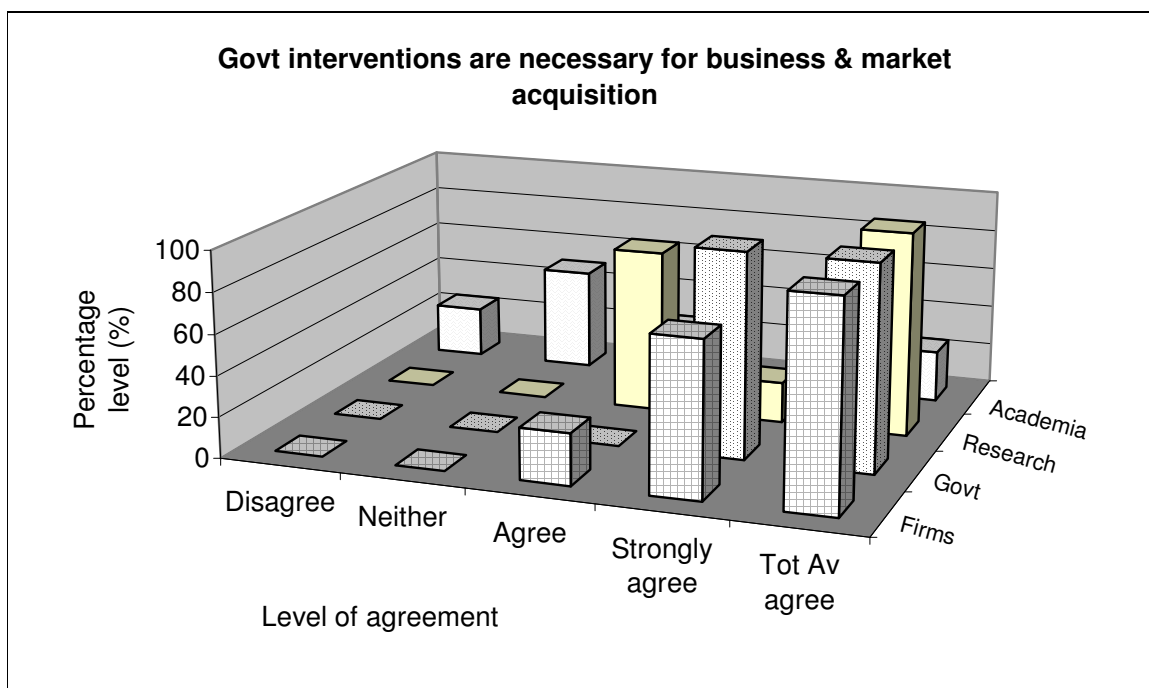 Govt interventions are necessary for business & market
acquisition
100
80
60
40
20
0
Percentage
level (%)
Disagree
Neither
Agree
Strongly
agree
Tot Av
agree
Level of agreement
Academia
Research
Govt
Firms